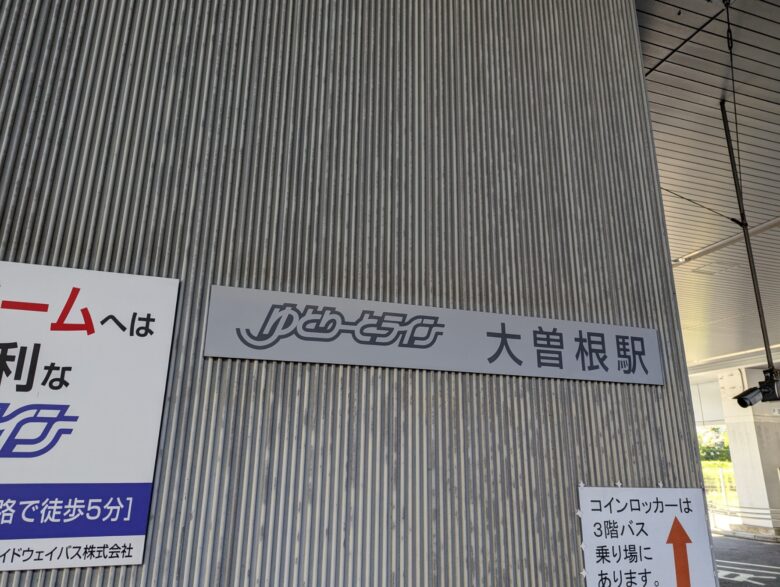 ームへは
利な
イン
路で徒歩5分]
イドウェイバス株式会社
ゆとりーとライン 大曽根駅
コインロッカーは
3階バス
乗り場に
あります。